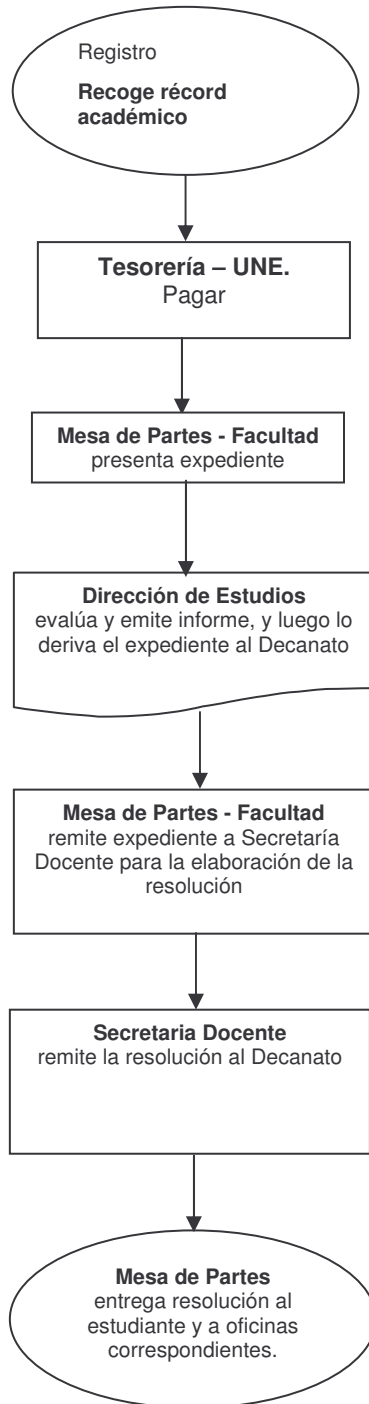 Registro
Recoge récord
académico
Tesorería – UNE.
Pagar
Mesa de Partes - Facultad
presenta expediente
Dirección de Estudios
evalúa y emite informe, y luego lo
deriva el expediente al Decanato
Mesa de Partes - Facultad
remite expediente a Secretaría
Docente para la elaboración de la
resolución
Secretaria Docente
remite la resolución al Decanato
Mesa de Partes
entrega resolución al
estudiante y a oficinas
correspondientes.